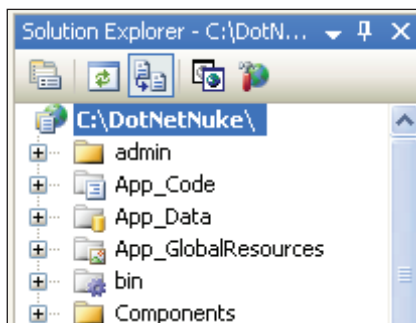 Solution Explorer - C:\DotN...
C:\DotNetNuke\
admin
App_Code
App_Data
App_GlobalResources
bin
Components